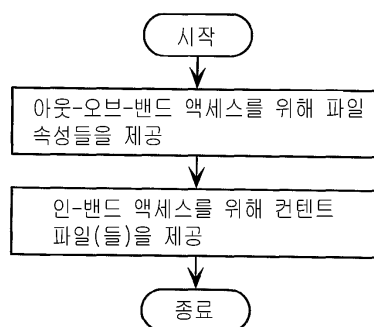 시작
아웃-오브-밴드 액세스를 위해 파일
속성들을 제공
인-밴드 액세스를 위해 컨텐트
파일(들)을 제공
종료